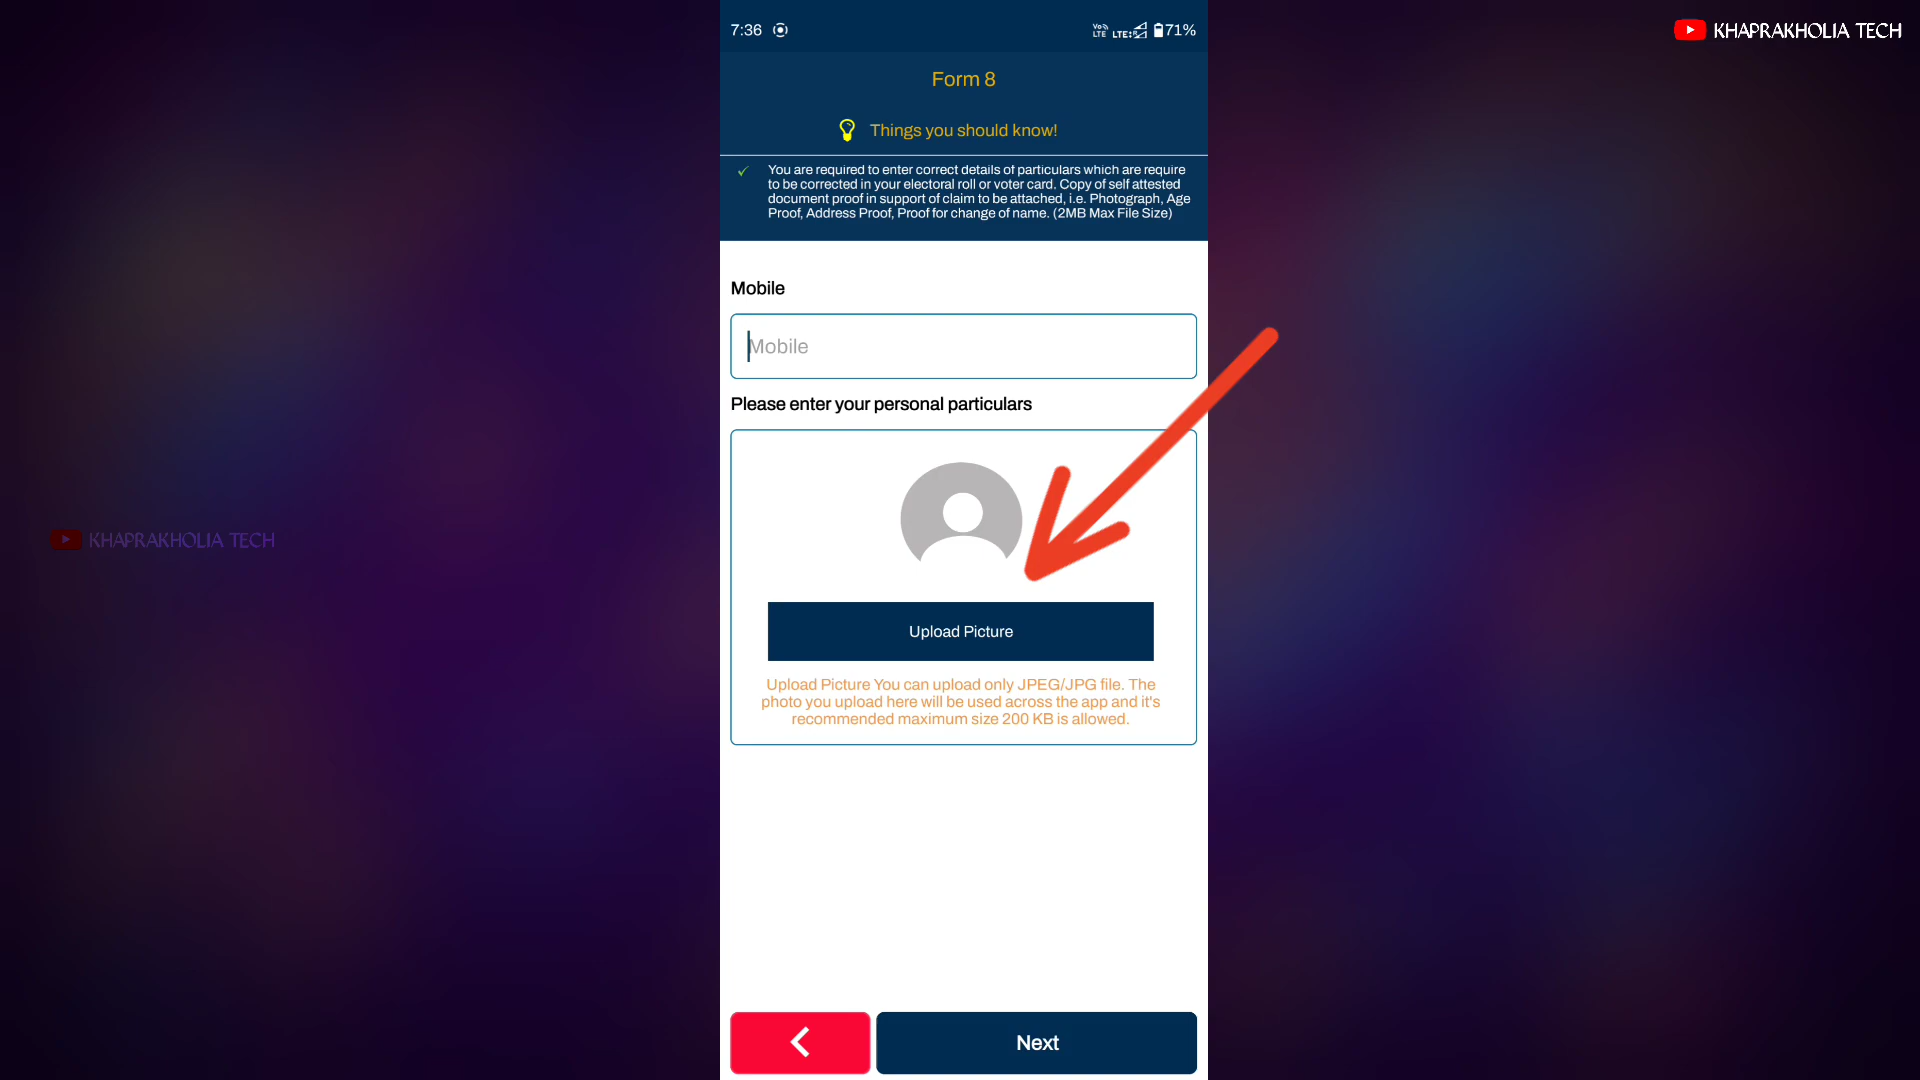 7:36
Vo
LTE LTE 71%
KHAPRAKHOLIA TECH
Form 8
Things you should know!
You are required to enter correct details of particulars which are require
to be corrected in your electoral roll or voter card. Copy of self attested
document proof in support of claim to be attached, i.e. Photograph, Age
Proof, Address Proof, Proof for change of name. (2MB Max File Size)
Mobile
Mobile
Please enter your personal particulars
KHAPRAKHOLIA TECH
Upload Picture
Upload Picture You can upload only JPEG/JPG file. The
photo you upload here will be used across the app and it's
recommended maximum size 200 KB is allowed.
Next